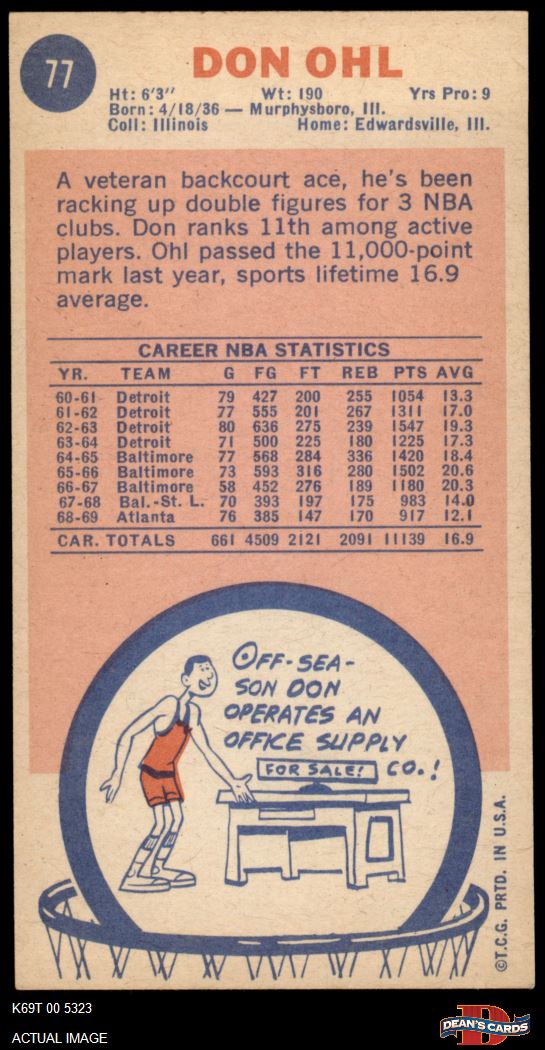 77
DON OHL
Ht: 6'3" Wt: 190 Yrs Pro: 9
Born: 4/18/36 — Murphysboro, Ill.
Coll: Illinois Home: Edwardsville, Ill.
A veteran backcourt ace, he's been
racking up double figures for 3 NBA
clubs. Don ranks 11th among active
players. Ohl passed the 11,000-point
mark last year, sports lifetime 16.9
average.
CAREER NBA STATISTICS
YR. TEAM G FG FT REB PTS AVG
60-61 Detroit 79 427 200 255 1054 13.3
61-62 Detroit 77 555 201 267 1311 17.0
62-63 Detroit 80 636 275 239 1547 19.3
63-64 Detroit 71 500 225 180 1225 17.3
64-65 Baltimore 77 568 284 336 1420 18.4
65-66 Baltimore 73 593 316 280 1502 20.6
66-67 Baltimore 58 452 276 189 1180 20.3
67-68 Bal.-St. L. 70 393 197 175 983 14.0
68-69 Atlanta 76 385 147 170 917 12.1
CAR. TOTALS 661 4509 2121 2091 11139 16.9
OFF-SEA-
SON DON
OPERATES AN
OFFICE SUPPLY
FOR SALE! CO.!
©T.C.G. PRTD. IN U.S.A.
K69T 00 5323
ACTUAL IMAGE
D
DEAN'S CARDS